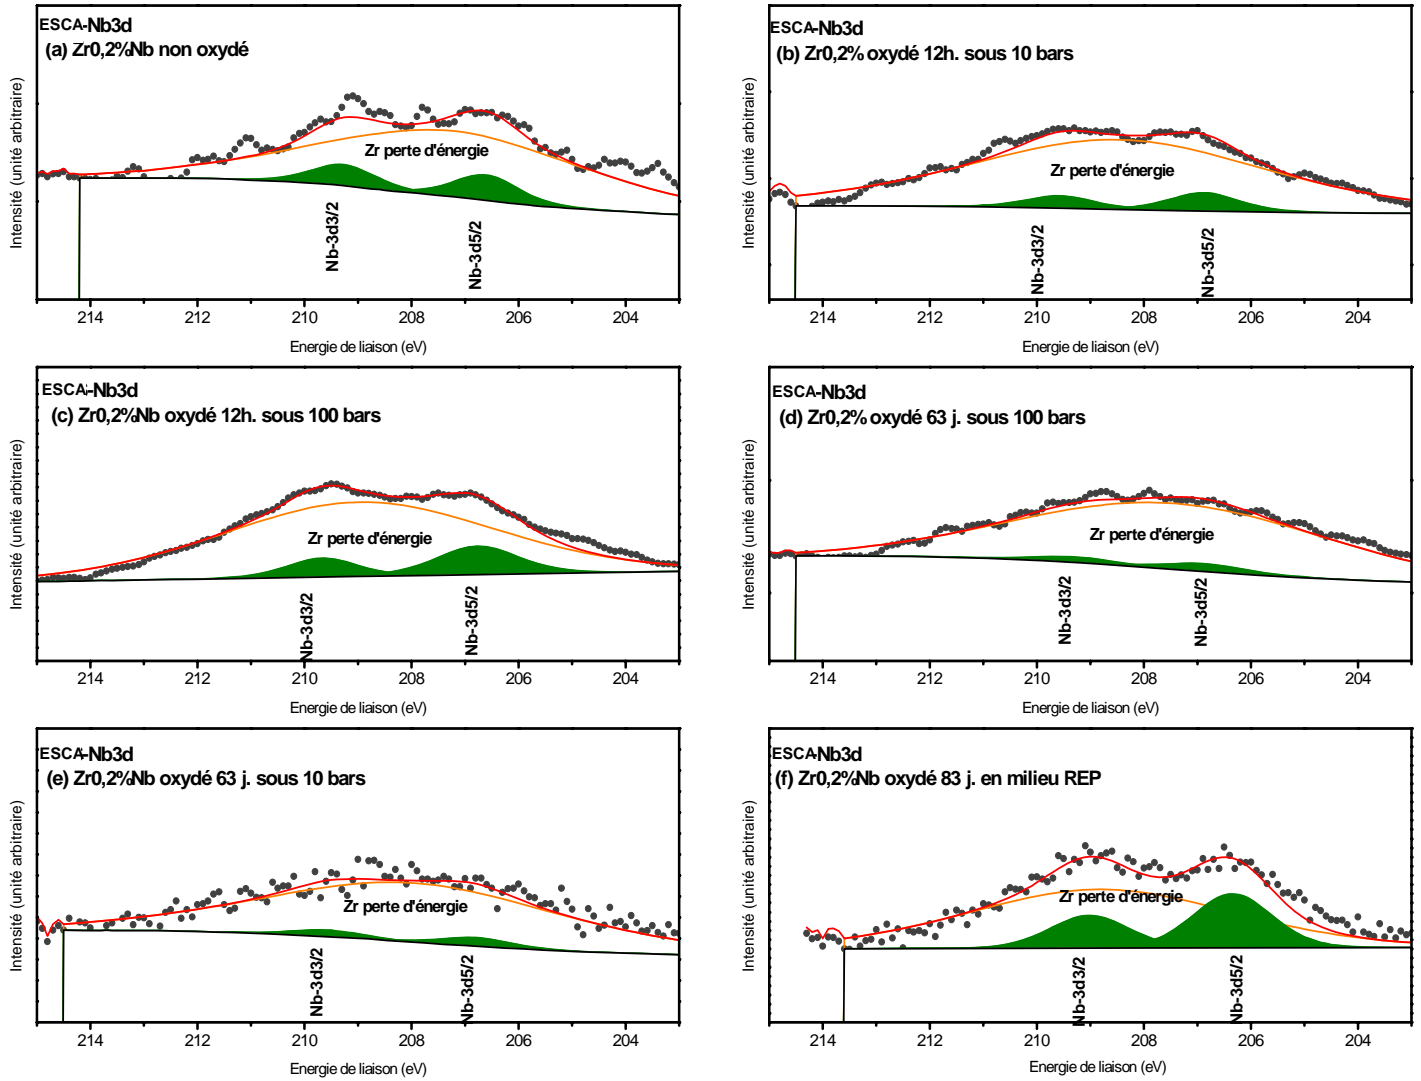 ESCA-Nb3d
(a) Zr0,2%Nb non oxydé
Intensité (unité arbitraire)
Zr perte d'énergie
Nb-3d3/2
Nb-3d5/2
214 212 210 208 206 204
Energie de liaison (eV)
ESCA-Nb3d
(b) Zr0,2% oxydé 12h. sous 10 bars
Intensité (unité arbitraire)
Zr perte d'énergie
Nb-3d3/2
Nb-3d5/2
214 212 210 208 206 204
Energie de liaison (eV)
ESCA-Nb3d
(c) Zr0,2%Nb oxydé 12h. sous 100 bars
Intensité (unité arbitraire)
Zr perte d'énergie
Nb-3d3/2
Nb-3d5/2
214 212 210 208 206 204
Energie de liaison (eV)
ESCA-Nb3d
(d) Zr0,2% oxydé 63 j. sous 100 bars
Intensité (unité arbitraire)
Zr perte d'énergie
Nb-3d3/2
Nb-3d5/2
214 212 210 208 206 204
Energie de liaison (eV)
ESCA-Nb3d
(e) Zr0,2%Nb oxydé 63 j. sous 10 bars
Intensité (unité arbitraire)
Zr perte d'énergie
Nb-3d3/2
Nb-3d5/2
214 212 210 208 206 204
Energie de liaison (eV)
ESCA-Nb3d
(f) Zr0,2%Nb oxydé 83 j. en milieu REP
Intensité (unité arbitraire)
Zr perte d'énergie
Nb-3d3/2
Nb-3d5/2
214 212 210 208 206 204
Energie de liaison (eV)